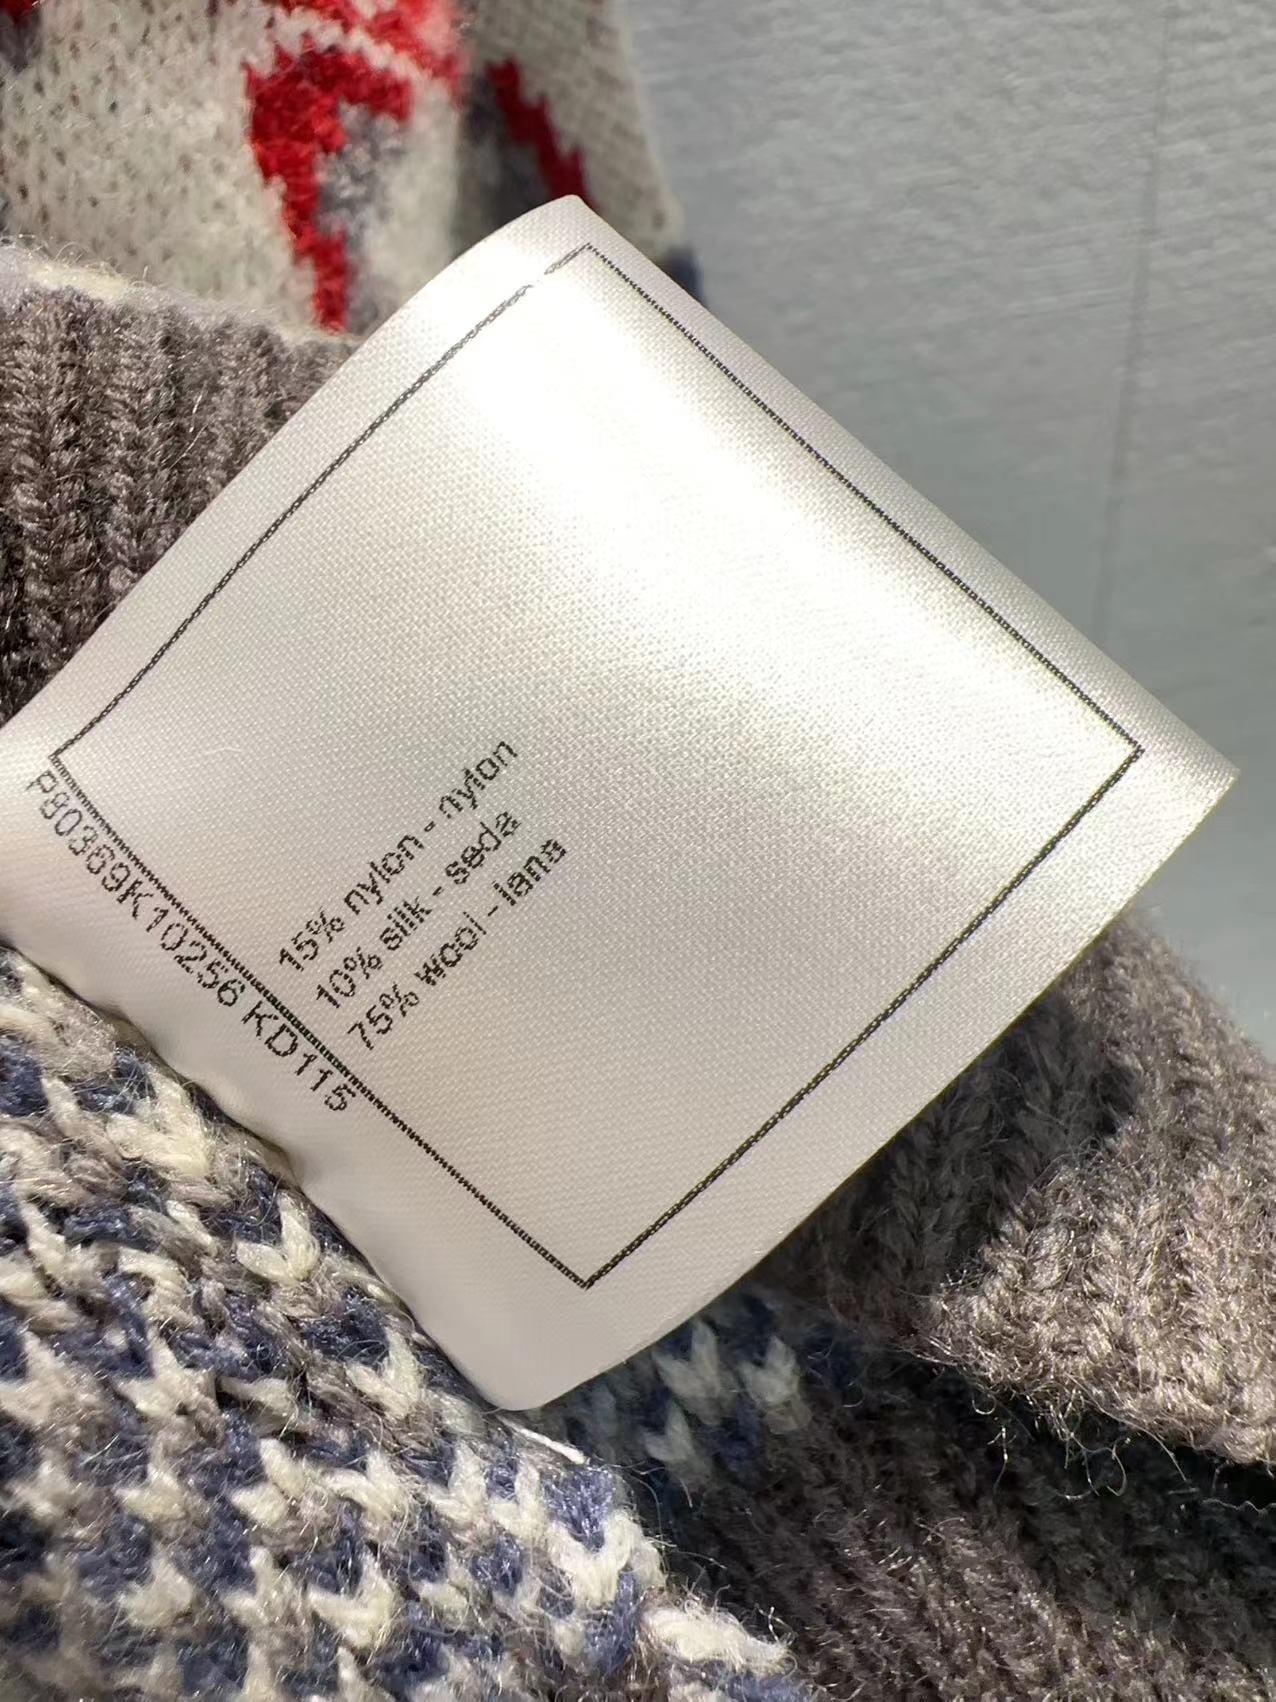 15% nylon - nylon
10% silk - seda
75% wool - lana
P80369K10256 KD115